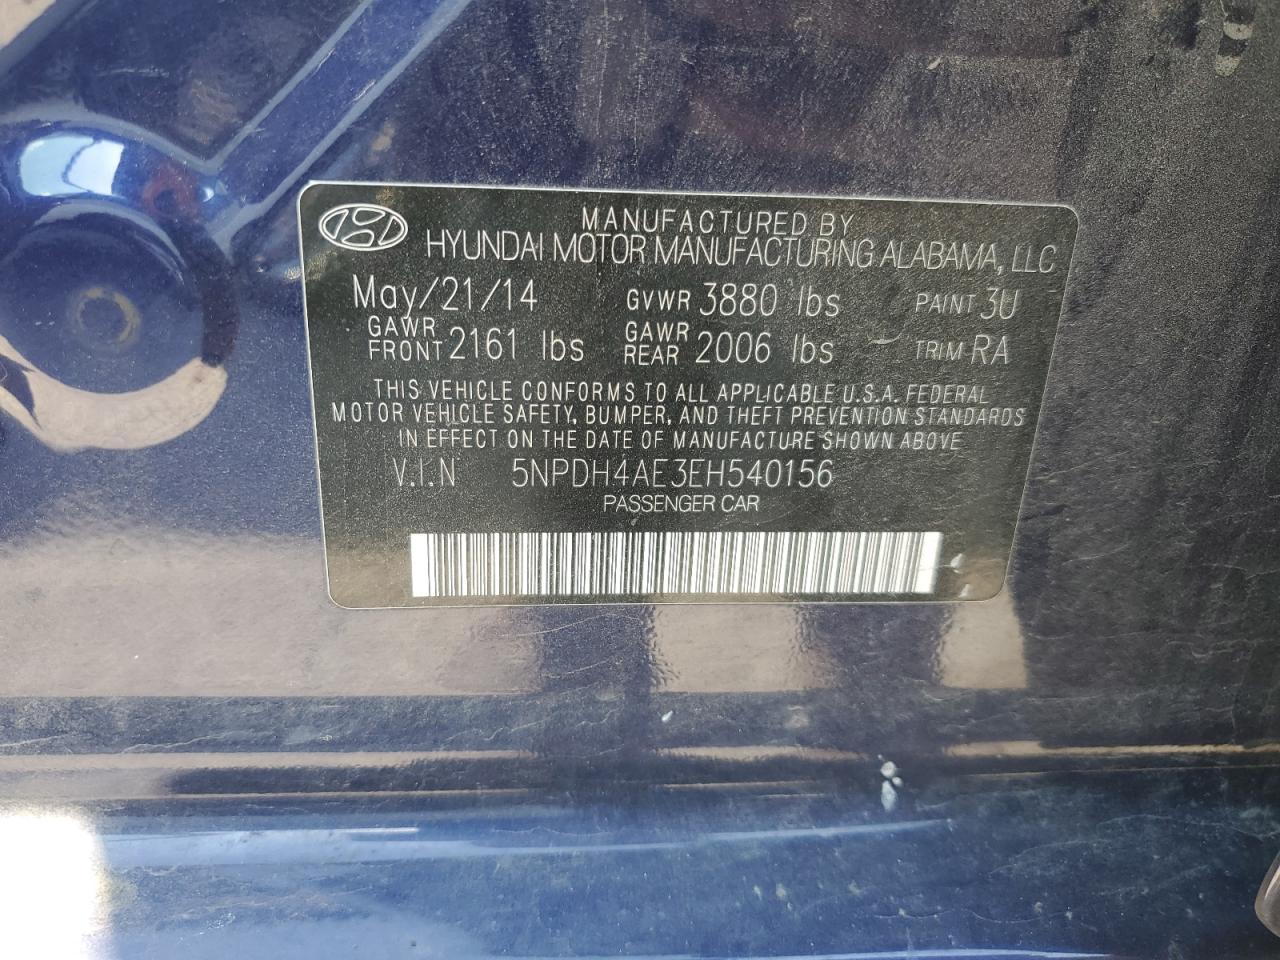 MANUFACTURED BY
HYUNDAI MOTOR MANUFACTURING ALABAMA, LLC
May/21/14 GVWR 3880 lbs PAINT 3U
GAWR FRONT 2161 lbs GAWR REAR 2006 lbs TRIM RA
THIS VEHICLE CONFORMS TO ALL APPLICABLE U.S.A. FEDERAL
MOTOR VEHICLE SAFETY, BUMPER, AND THEFT PREVENTION STANDARDS
IN EFFECT ON THE DATE OF MANUFACTURE SHOWN ABOVE
V.I.N 5NPDH4AE3EH540156
PASSENGER CAR